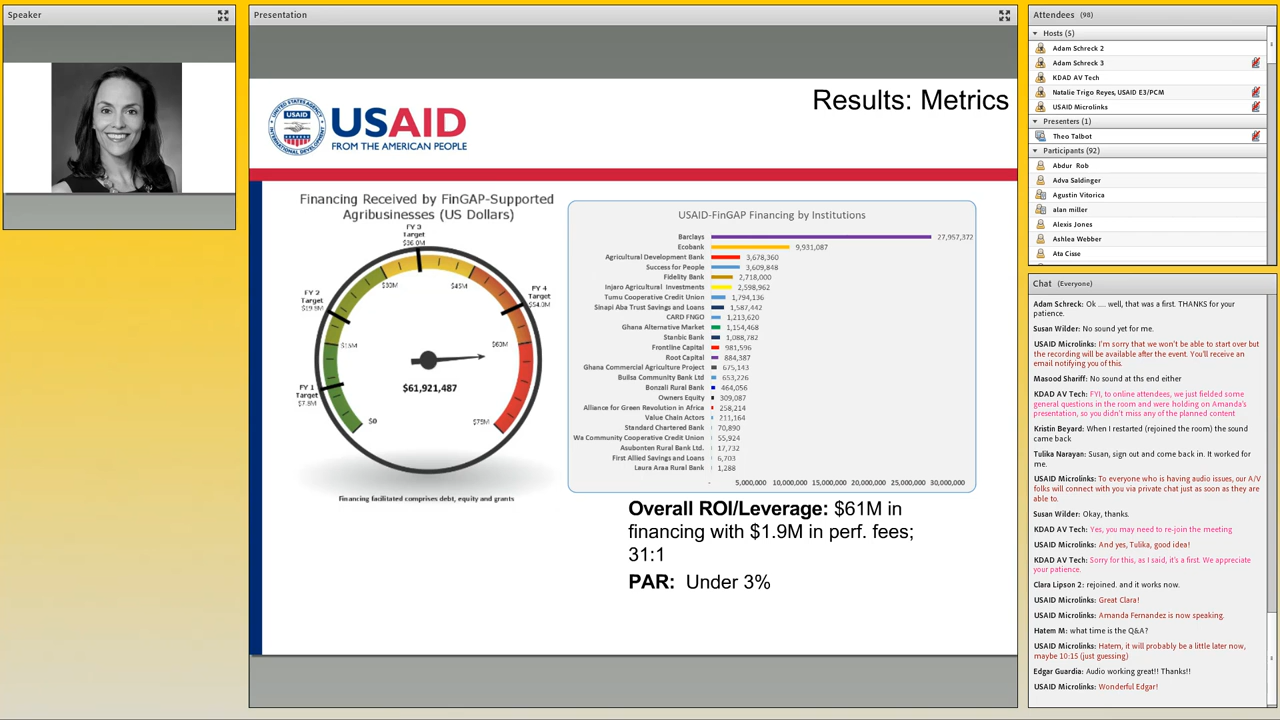 Speaker
Presentation
Results: Metrics
UNITED STATES AGENCY
USAID
INTERNATIONAL DEVELOPMENT
USAID
FROM THE AMERICAN PEOPLE
Financing Received by FinGAP-Supported
Agribusinesses (US Dollars)
FY 3
Target
$36.0M
$30M
$45M
FY 2
Target
FY 4
Target
$54.0M
$15M
$60M
$61,921,487
FY 1
Target
$7.8M
$0
$75M
Financing facilitated comprises debt, equity and grants
USAID-FinGAP Financing by Institutions
Barclays 27,957,372
Ecobank 9,931,087
Agricultural Development Bank 3,678,360
Success for People 3,609,848
Fidelity Bank 2,718,000
Injaro Agricultural Investments 2,598,962
Tumu Cooperative Credit Union 1,794,136
Sinapi Aba Trust Savings and Loans 1,587,442
CARD FNGO 1,213,620
Ghana Alternative Market 1,154,468
Stanbic Bank 1,088,782
Frontline Capital 981,596
Root Capital 884,387
Ghana Commercial Agriculture Project 675,143
Builsa Community Bank Ltd 653,226
Bonzali Rural Bank 464,056
Owners Equity 309,087
Alliance for Green Revolution in Africa 258,214
Value Chain Actors 211,164
Standard Chartered Bank 70,890
Wa Community Cooperative Credit Union 55,924
Asubonten Rural Bank Ltd. 17,732
First Allied Savings and Loans 6,703
Laura Araa Rural Bank 1,288
- 5,000,000 10,000,000 15,000,000 20,000,000 25,000,000 30,000,000
Overall ROI/Leverage: $61M in
financing with $1.9M in perf. fees;
31:1
PAR: Under 3%
Attendees (98)
Hosts (5)
Adam Schreck 2
Adam Schreck 3
KDAD AV Tech
Natalie Trigo Reyes, USAID E3/PCM
USAID Microlinks
Presenters (1)
Theo Talbot
Participants (92)
Abdur Rob
Adva Saldinger
Agustin Vitorica
alan miller
Alexis Jones
Ashlea Webber
Ata Cisse
Chat (Everyone)
Adam Schreck: Ok .... well, that was a first. THANKS for your
patience.
Susan Wilder: No sound yet for me.
USAID Microlinks: I'm sorry that we won't be able to start over but
the recording will be available after the event. You'll receive an
email notifying you of this.
Masood Shariff: No sound at ths end either
KDAD AV Tech: FYI, to online attendees, we just fielded some
general questions in the room and were holding on Amanda's
presentation, so you didn't miss any of the planned content
Kristin Beyard: When I restarted (rejoined the room) the sound
came back
Tulika Narayan: Susan, sign out and come back in. It worked for
me.
USAID Microlinks: To everyone who is having audio issues, our A/V
folks will connect with you via private chat just as soon as they are
able to.
Susan Wilder: Okay, thanks.
KDAD AV Tech: Yes, you may need to re-join the meeting
USAID Microlinks: And yes, Tulika, good idea!
KDAD AV Tech: Sorry for this, as I said, it's a first. We appreciate
your patience.
Clara Lipson 2: rejoined. and it works now.
USAID Microlinks: Great Clara!
USAID Microlinks: Amanda Fernandez is now speaking.
Hatem M: what time is the Q&A?
USAID Microlinks: Hatem, it will probably be a little later now,
maybe 10:15 (just guessing)
Edgar Guardia: Audio working great!! Thanks!!
USAID Microlinks: Wonderful Edgar!